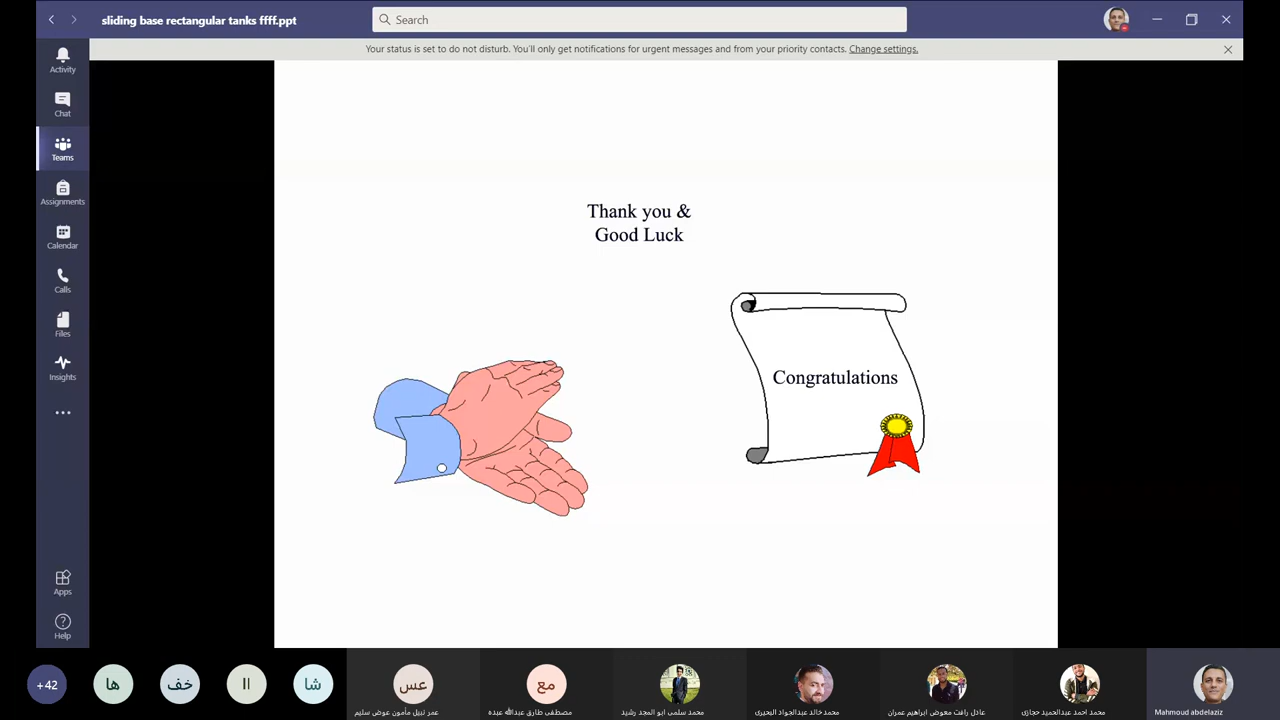 sliding base rectangular tanks ffff.ppt
Search
Your status is set to do not disturb. You'll only get notifications for urgent messages and from your priority contacts. Change settings.
Activity
Chat
Teams
Assignments
Calendar
Calls
Files
Insights
Apps
Help
Thank you &
Good Luck
Congratulations
+42
ها
خف
اا
شا
عس
مع
عمر نبيل مأمون عوض سليم
مصطفى طارق عبدالله عبده
محمد سلمى ابو المجد رشيد
محمد خالد عبدالجواد البحيرى
عادل رافت معوض ابراهيم عمران
محمد احمد عبدالحميد حجازى
Mahmoud abdelaziz